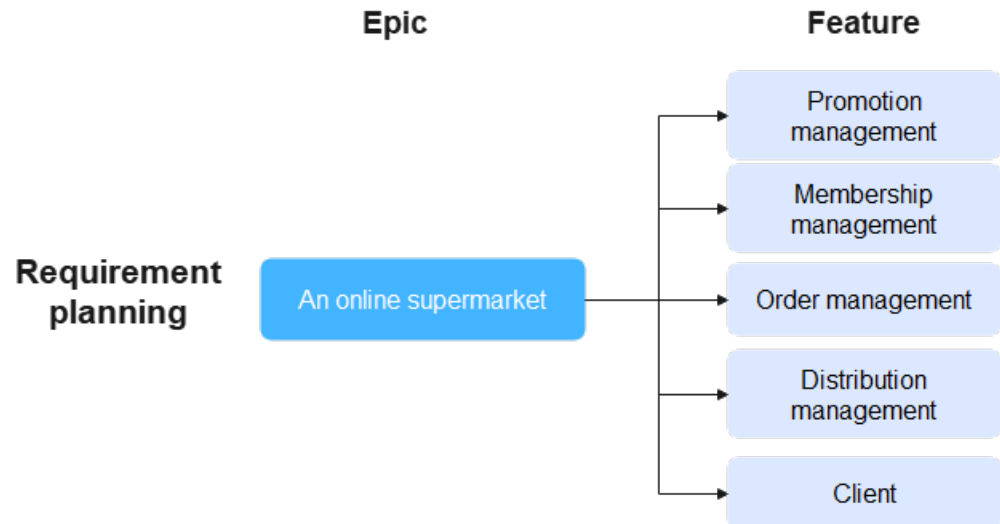 Epic
Feature
Promotion
management
Membership
management
Requirement
planning
An online supermarket
Order management
Distribution
management
Client